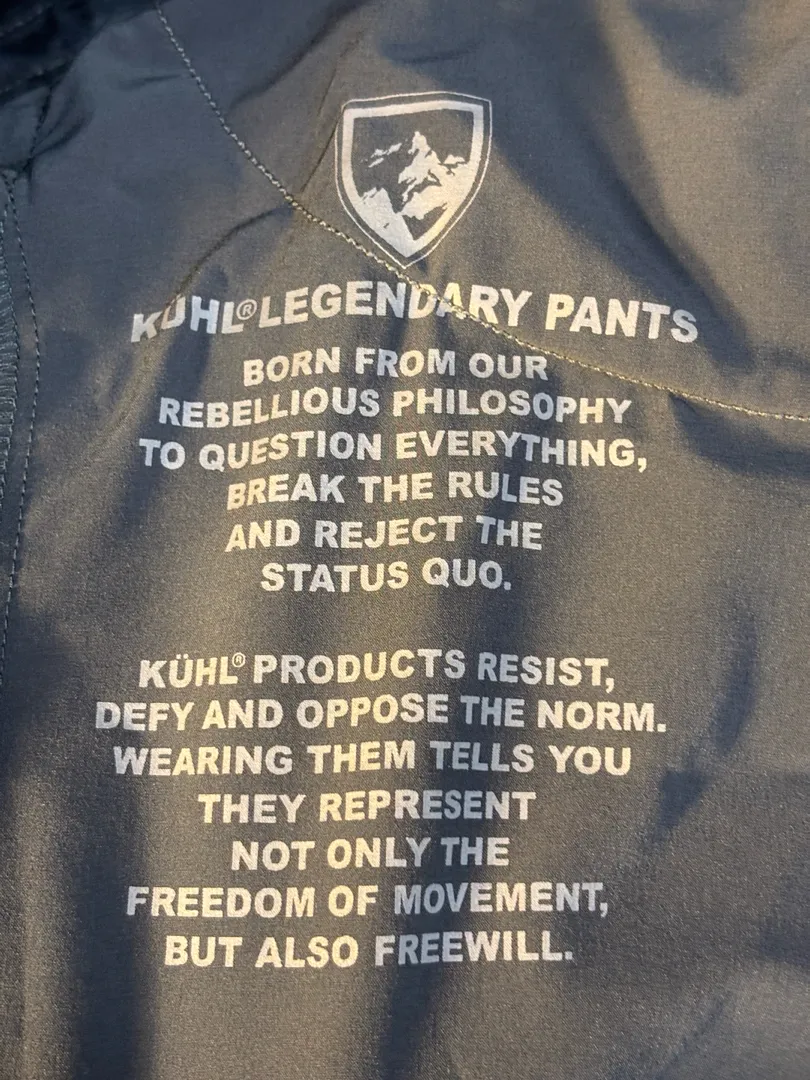 KÜHL® LEGENDARY PANTS
BORN FROM OUR
REBELLIOUS PHILOSOPHY
TO QUESTION EVERYTHING,
BREAK THE RULES
AND REJECT THE
STATUS QUO.
KÜHL® PRODUCTS RESIST,
DEFY AND OPPOSE THE NORM.
WEARING THEM TELLS YOU
THEY REPRESENT
NOT ONLY THE
FREEDOM OF MOVEMENT,
BUT ALSO FREEWILL.